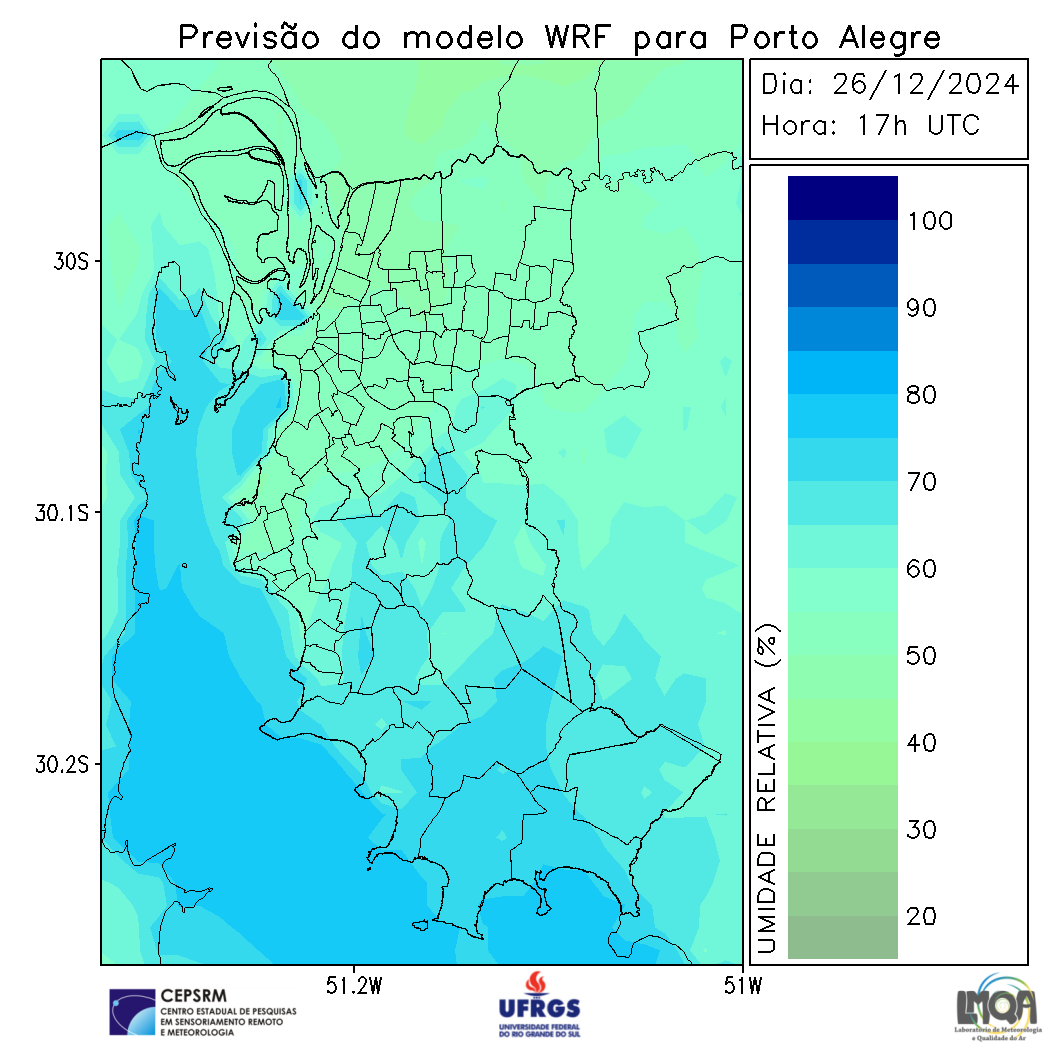 Previsão do modelo WRF para Porto Alegre
Dia: 26/12/2024
Hora: 17h UTC
100
90
80
70
60
50
40
30
20
UMIDADE RELATIVA (%)
30S
30.1S
30.2S
51.2W
51W
CEPSRM
CENTRO ESTADUAL DE PESQUISAS
EM SENSORIAMENTO REMOTO
E METEOROLOGIA
UFRGS
UNIVERSIDADE FEDERAL
DO RIO GRANDE DO SUL
LMQA
Laboratório de Meteorologia
e Qualidade do Ar